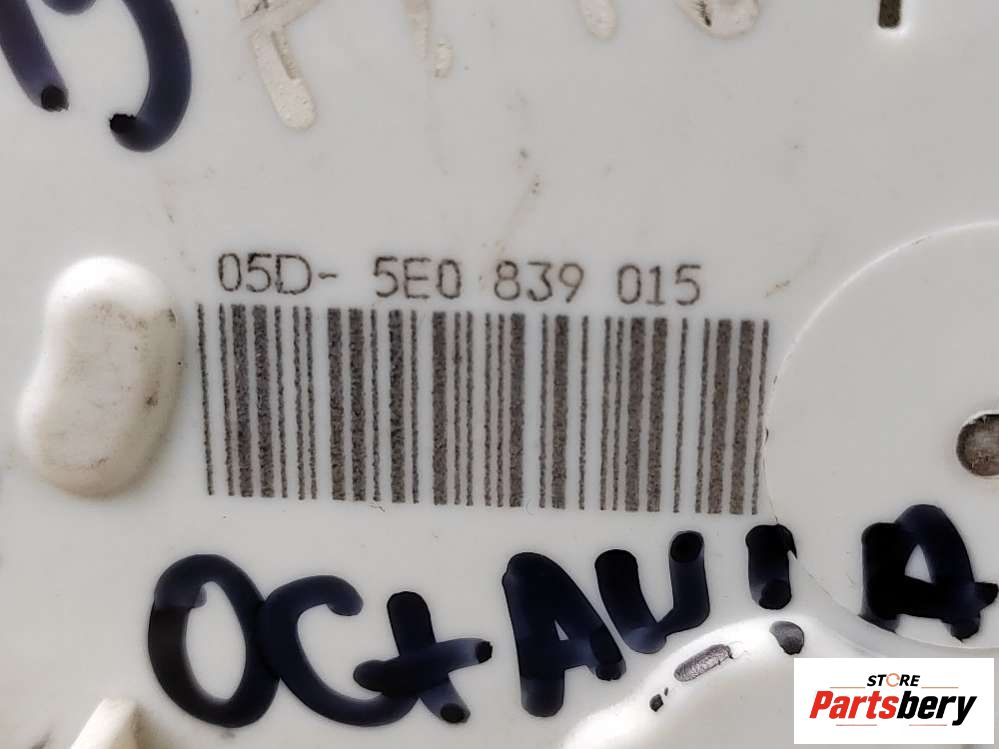 05D- 5E0 839 015
OCTAVIA
STORE
Partsbery